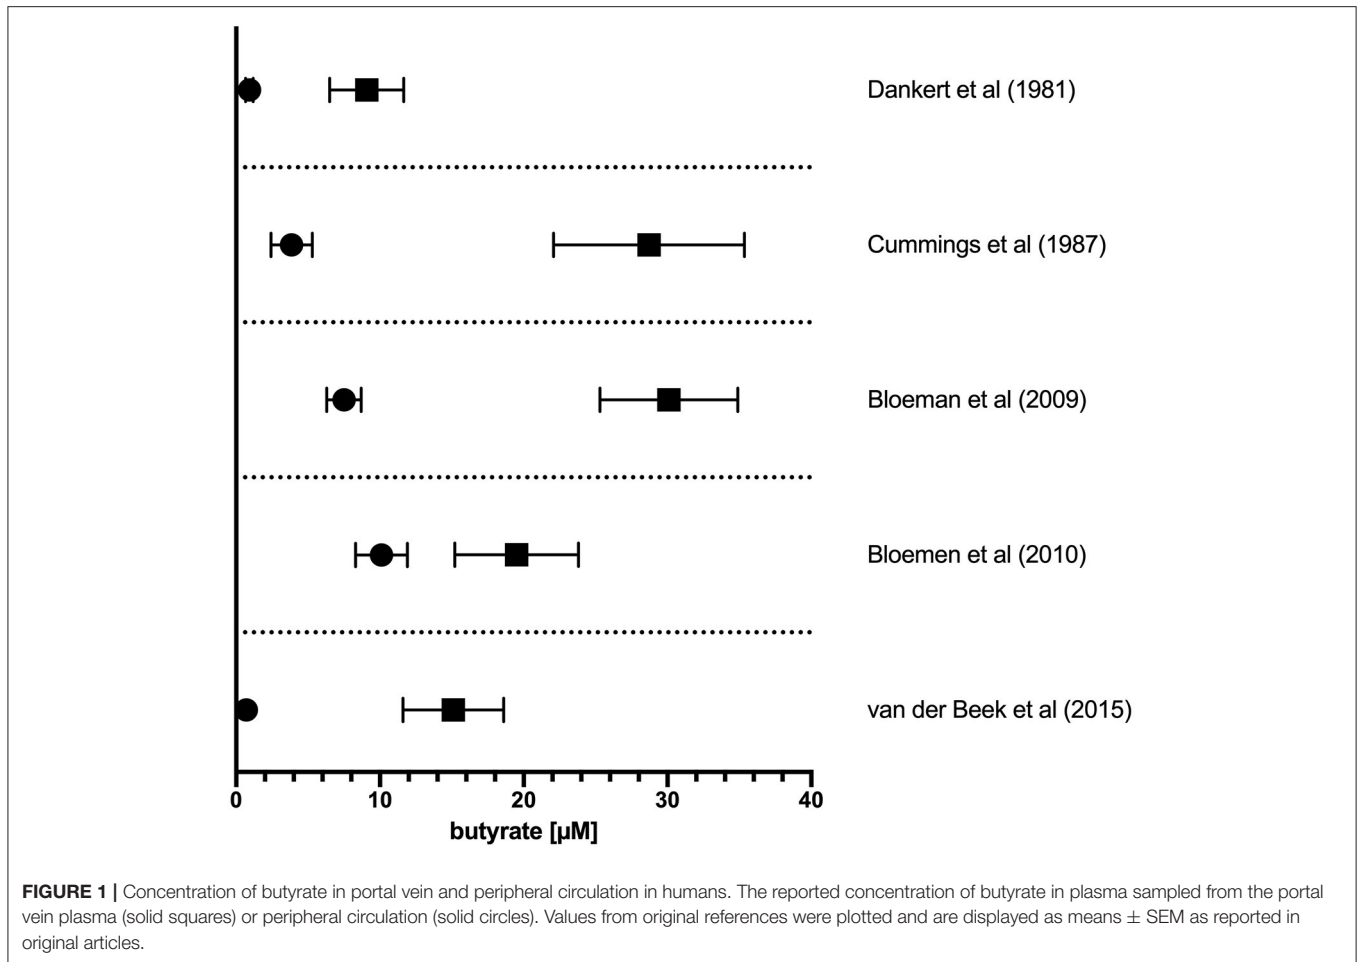 Dankert et al (1981)
Cummings et al (1987)
Bloeman et al (2009)
Bloemen et al (2010)
van der Beek et al (2015)
0 10 20 30 40
butyrate [µM]
FIGURE 1 | Concentration of butyrate in portal vein and peripheral circulation in humans. The reported concentration of butyrate in plasma sampled from the portal
vein plasma (solid squares) or peripheral circulation (solid circles). Values from original references were plotted and are displayed as means ± SEM as reported in
original articles.